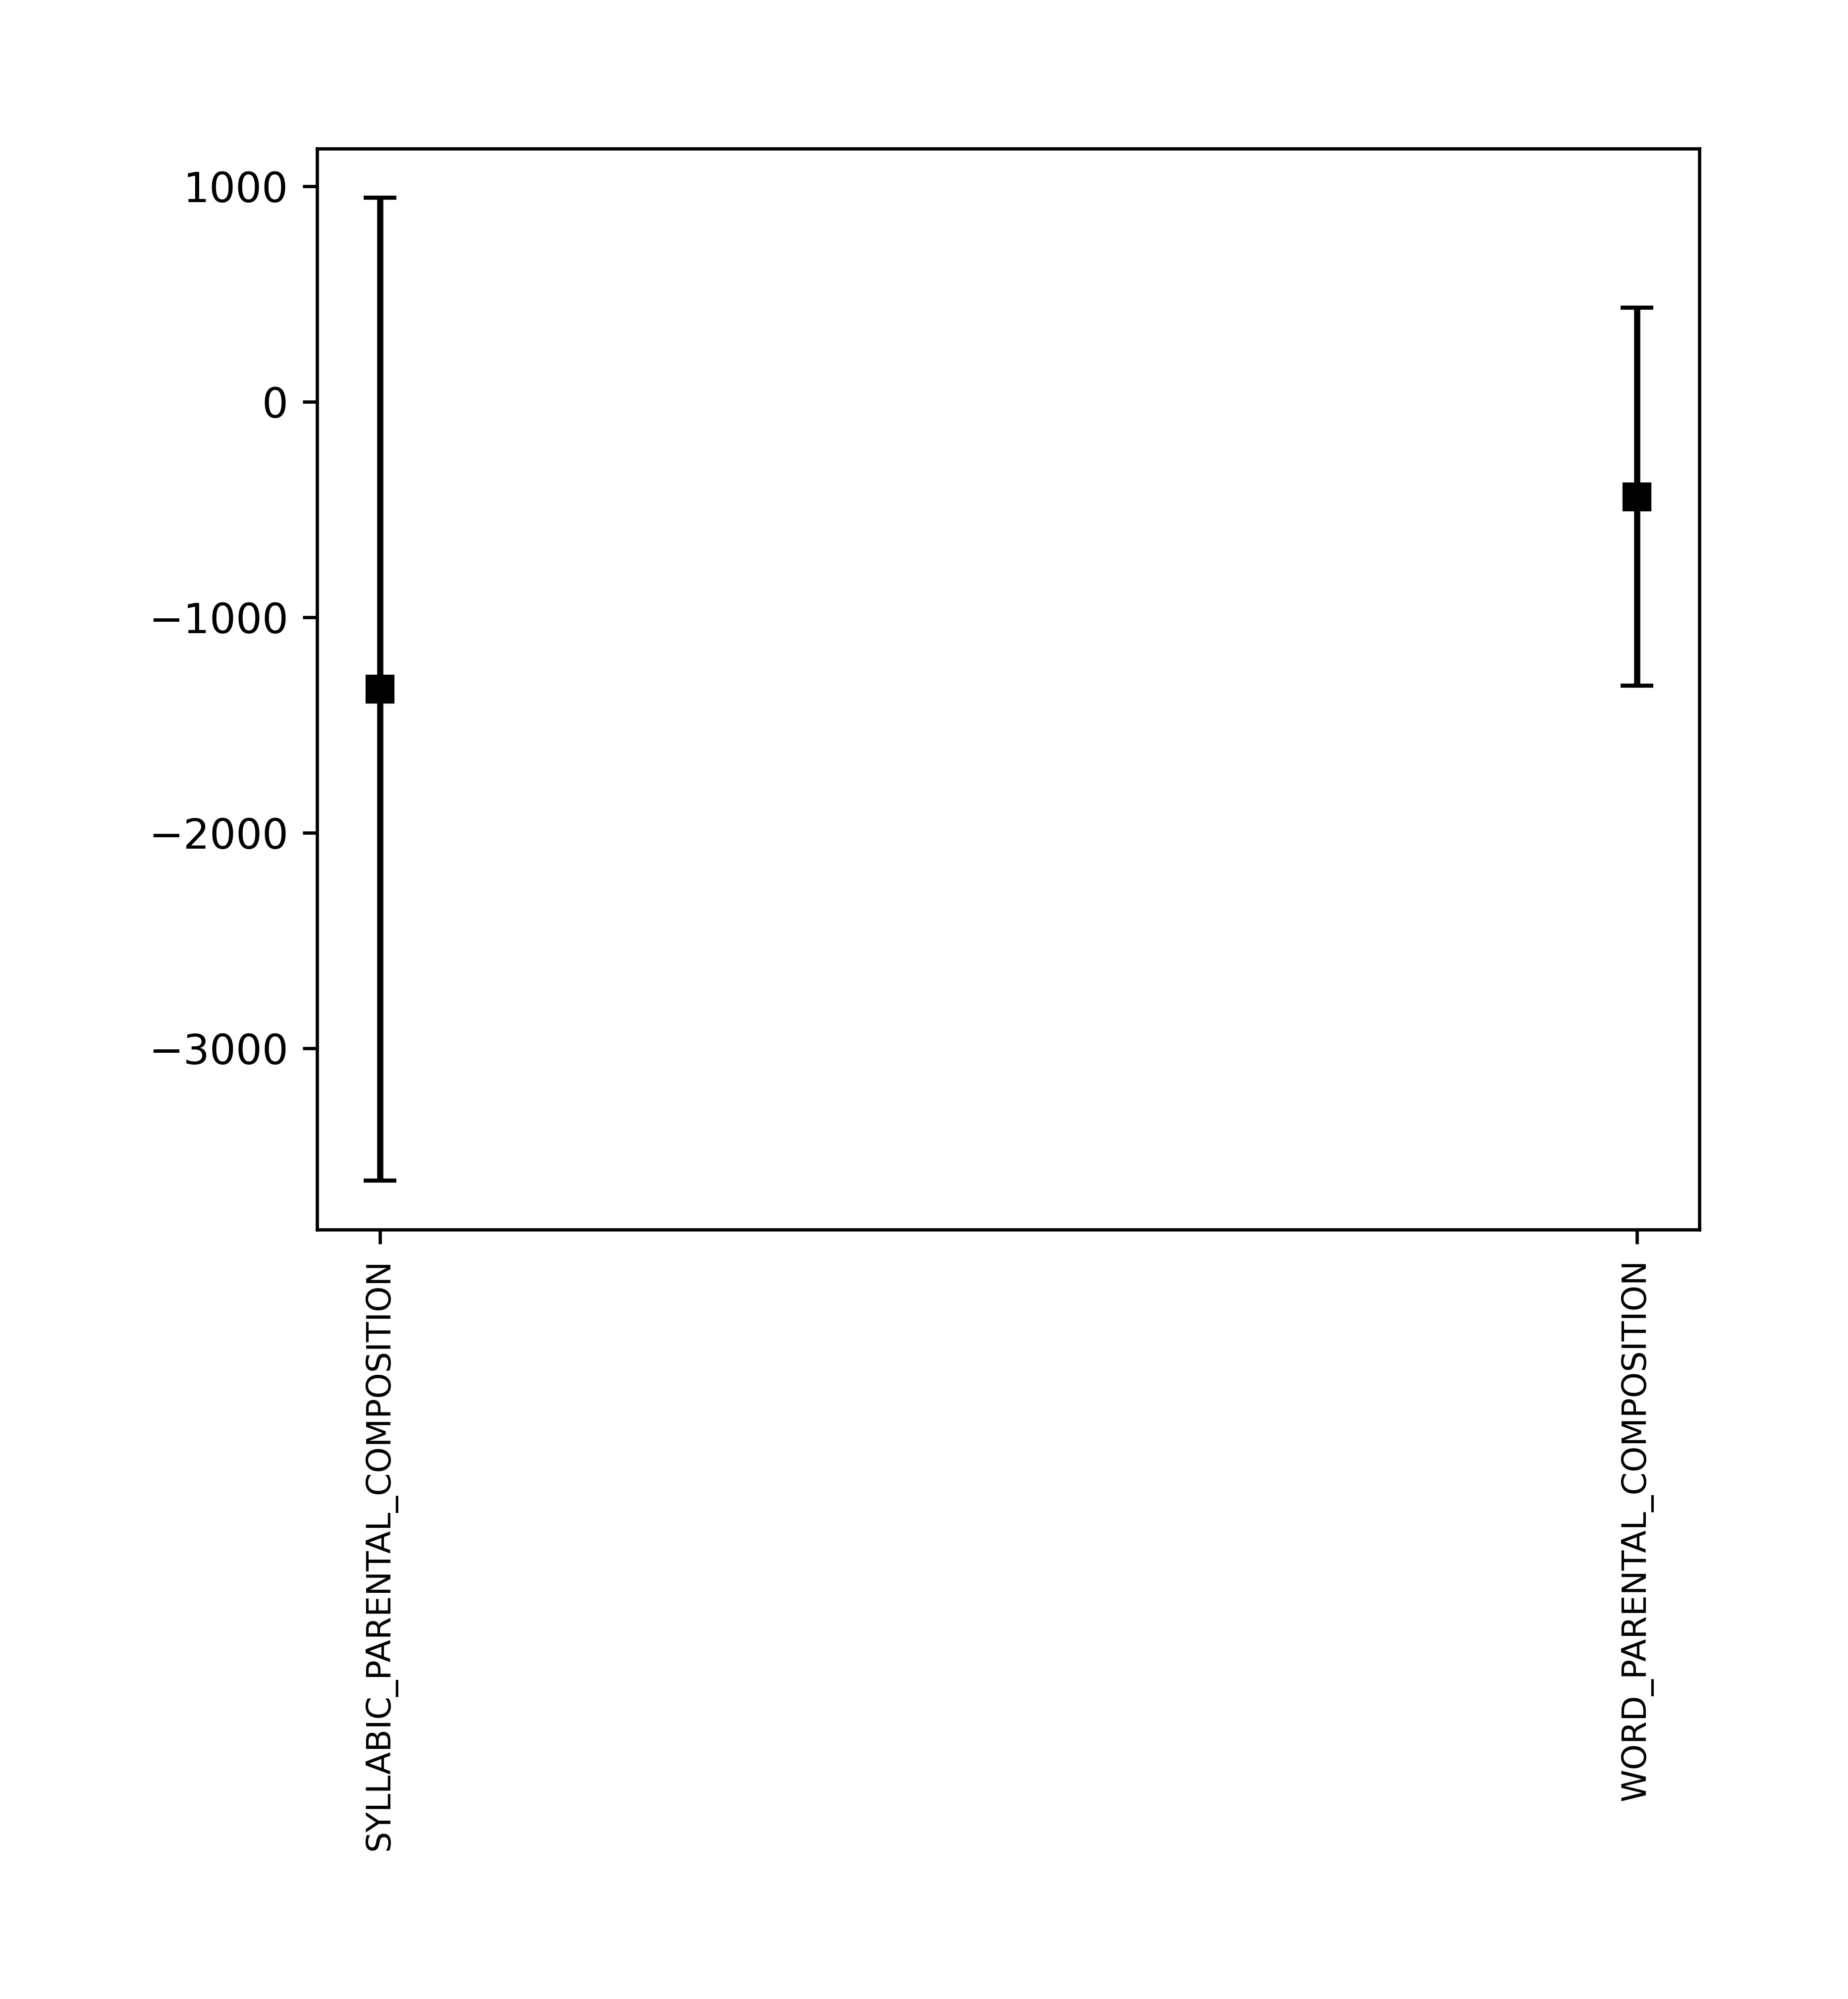 1000
0
−1000
−2000
−3000
SYLLABIC_PARENTAL_COMPOSITION
WORD_PARENTAL_COMPOSITION